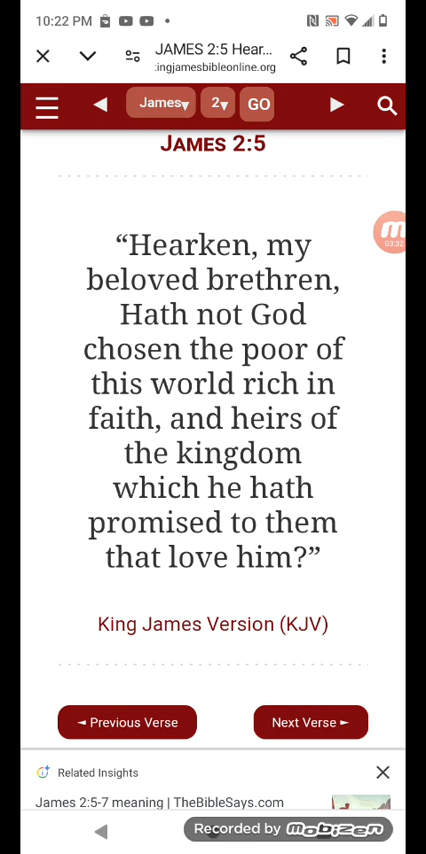 10:22 PM
JAMES 2:5 Hear...
:ingjamesbibleonline.org
James
2
GO
JAMES 2:5
“Hearken, my
beloved brethren,
Hath not God
chosen the poor of
this world rich in
faith, and heirs of
the kingdom
which he hath
promised to them
that love him?”
King James Version (KJV)
◄ Previous Verse
Next Verse ►
03:32
Related Insights
James 2:5-7 meaning | TheBibleSays.com
Recorded by mobizen